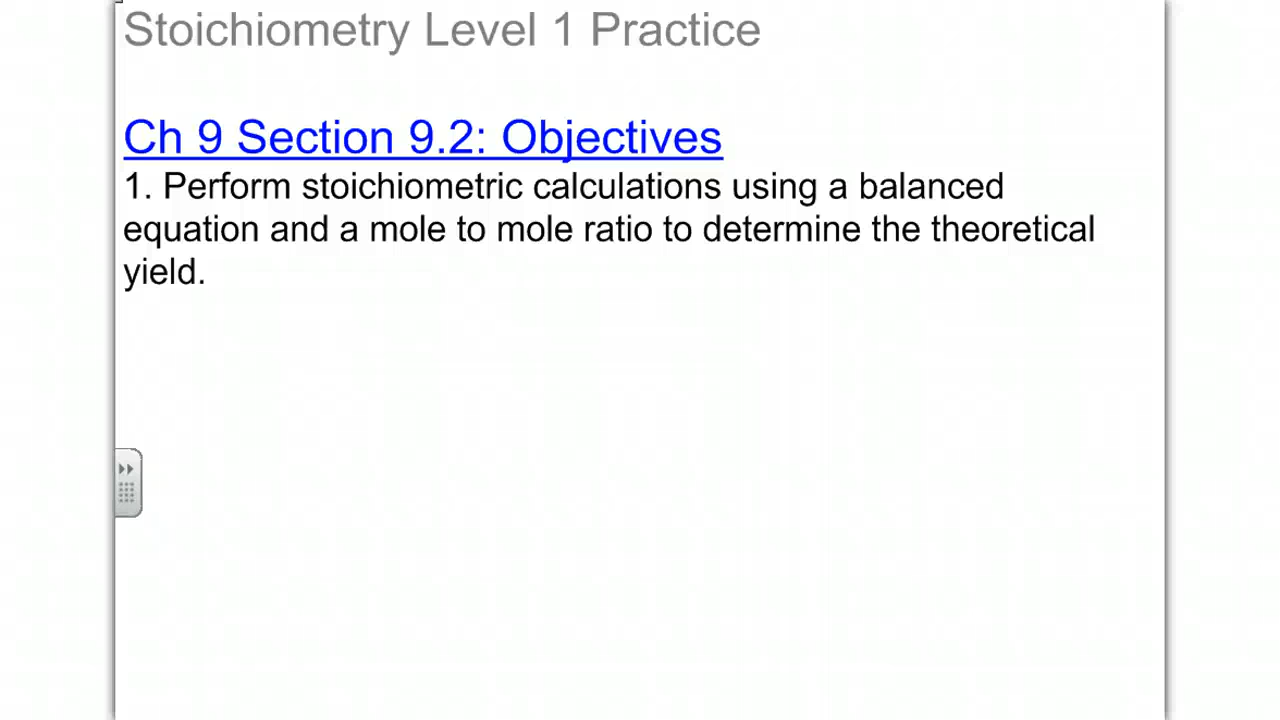 Stoichiometry Level 1 Practice
Ch 9 Section 9.2: Objectives
1. Perform stoichiometric calculations using a balanced
equation and a mole to mole ratio to determine the theoretical
yield.